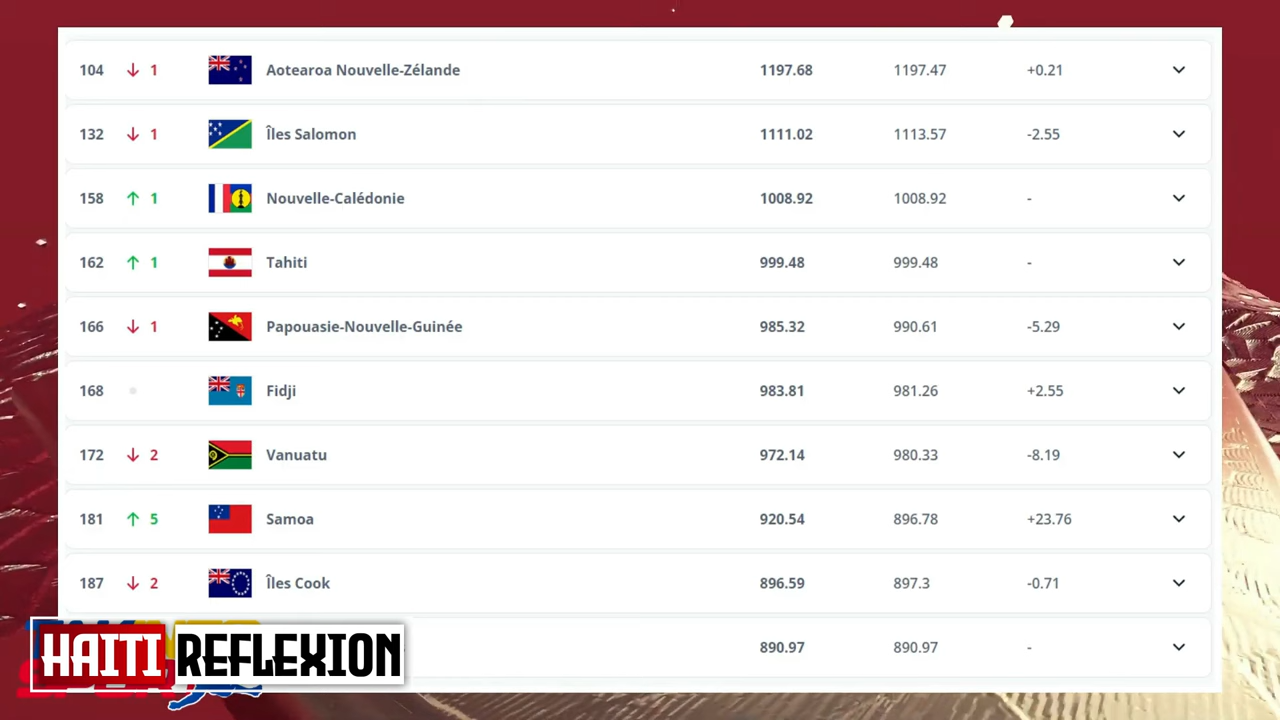 104 ↓ 1 Aotearoa Nouvelle-Zélande 1197.68 1197.47 +0.21
132 ↓ 1 Îles Salomon 1111.02 1113.57 -2.55
158 ↑ 1 Nouvelle-Calédonie 1008.92 1008.92 -
162 ↑ 1 Tahiti 999.48 999.48 -
166 ↓ 1 Papouasie-Nouvelle-Guinée 985.32 990.61 -5.29
168 Fidji 983.81 981.26 +2.55
172 ↓ 2 Vanuatu 972.14 980.33 -8.19
181 ↑ 5 Samoa 920.54 896.78 +23.76
187 ↓ 2 Îles Cook 896.59 897.3 -0.71
890.97 890.97 -
HAITI REFLEXION